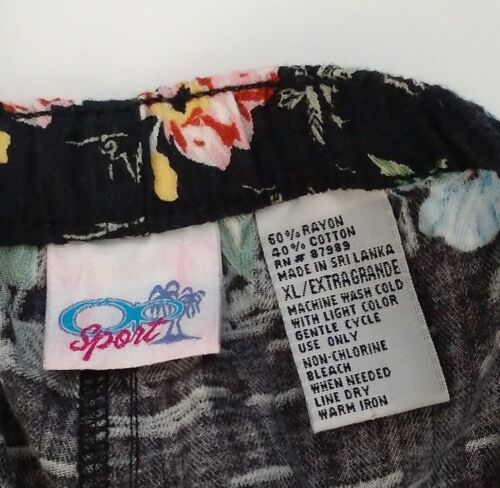 Sport
60% RAYON
40% COTTON
RN# 87989
MADE IN SRI LANKA
XL/EXTRAGRANDE
MACHINE WASH COLD
WITH LIGHT COLOR
GENTLE CYCLE
USE ONLY
NON-CHLORINE
BLEACH
WHEN NEEDED
LINE DRY
WARM IRON